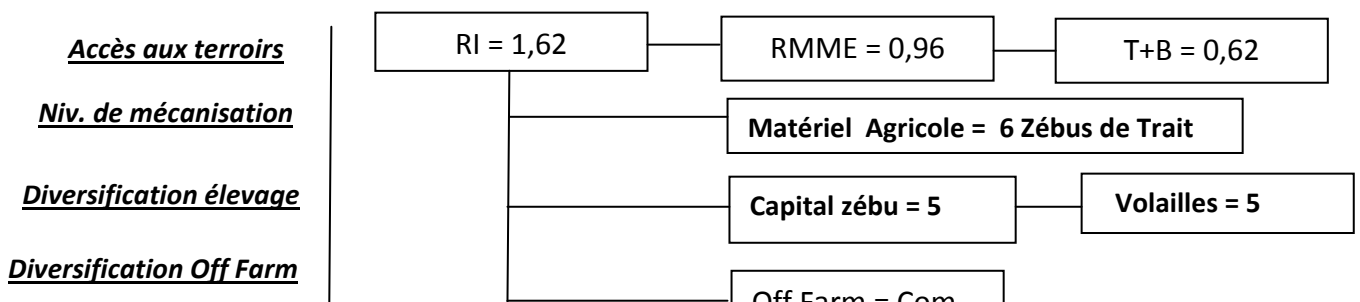 Accès aux terroirs
RI = 1,62
RMME = 0,96
T+B = 0,62
Niv. de mécanisation
Matériel Agricole = 6 Zébus de Trait
Diversification élevage
Capital zébu = 5
Volailles = 5
Diversification Off Farm
Off Farm = Com